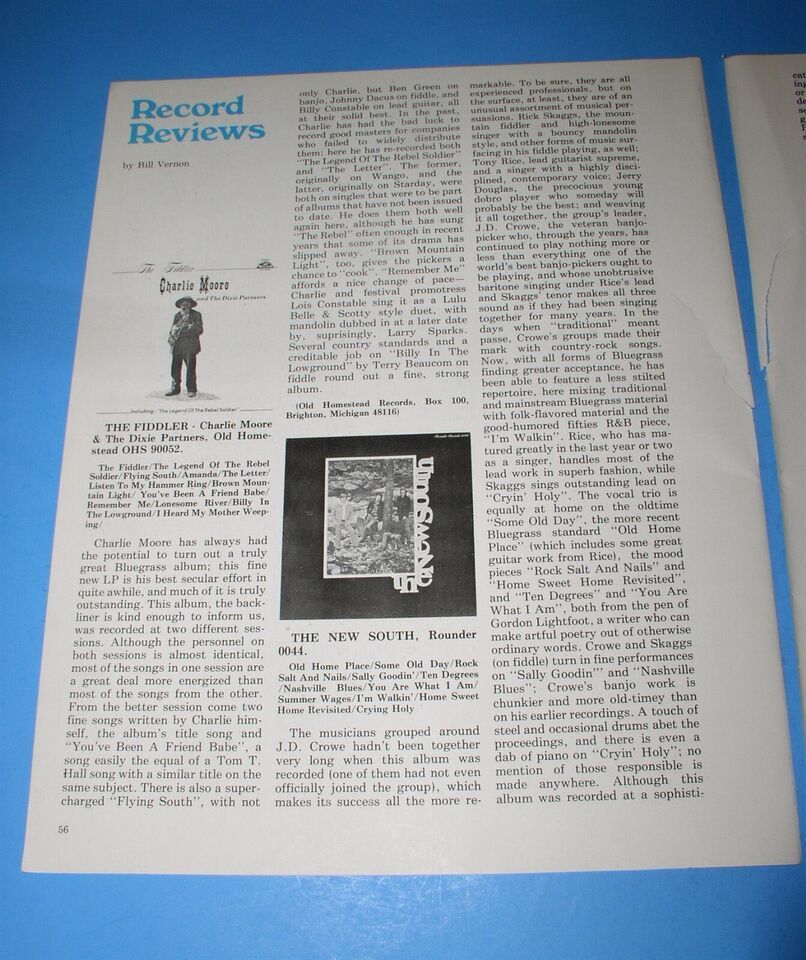 Record
Reviews
by Bill Vernon
The Fiddler
Charlie Moore
and The Dixie Partners
Including - "The Legend Of The Rebel Soldier"
THE FIDDLER - Charlie Moore
& The Dixie Partners, Old Home-
stead OHS 90052.
The Fiddler/The Legend Of The Rebel
Soldier/Flying South/Amanda/The Letter/
Listen To My Hammer Ring/Brown Moun-
tain Light/ You've Been A Friend Babe/
Remember Me/Lonesome River/Billy In
The Lowground/I Heard My Mother Weep-
ing/
Charlie Moore has always had
the potential to turn out a truly
great Bluegrass album; this fine
new LP is his best secular effort in
quite awhile, and much of it is truly
outstanding. This album, the back-
liner is kind enough to inform us,
was recorded at two different ses-
sions. Although the personnel on
both sessions is almost identical,
most of the songs in one session are
a great deal more energized than
most of the songs from the other.
From the better session come two
fine songs written by Charlie him-
self, the album's title song and
"You've Been A Friend Babe", a
song easily the equal of a Tom T.
Hall song with a similar title on the
same subject. There is also a super-
charged "Flying South", with not
56
only Charlie, but Ben Green on
banjo, Johnny Dacus on fiddle, and
Billy Constable on lead guitar, all
at their solid best. In the past,
Charlie has had the bad luck to
record good masters for companies
who failed to widely distribute
them; here he has re-recorded both
"The Legend Of The Rebel Soldier"
and "The Letter". The former,
originally on Wango, and the
latter, originally on Starday, were
both on singles that were to be part
of albums that have not been issued
to date. He does them both well
again here, although he has sung
"The Rebel" often enough in recent
years that some of its drama has
slipped away. "Brown Mountain
Light", too, gives the pickers a
chance to "cook". "Remember Me"
affords a nice change of pace—
Charlie and festival promotress
Lois Constable sing it as a Lulu
Belle & Scotty style duet, with
mandolin dubbed in at a later date
by, suprisingly, Larry Sparks.
Several country standards and a
creditable job on "Billy In The
Lowground" by Terry Beaucom on
fiddle round out a fine, strong
album.
(Old Homestead Records, Box 100,
Brighton, Michigan 48116)
the New South
THE NEW SOUTH, Rounder
0044.
Old Home Place/Some Old Day/Rock
Salt And Nails/Sally Goodin'/Ten Degrees
/Nashville Blues/You Are What I Am/
Summer Wages/I'm Walkin'/Home Sweet
Home Revisited/Crying Holy
The musicians grouped around
J.D. Crowe hadn't been together
very long when this album was
recorded (one of them had not even
officially joined the group), which
makes its success all the more re-
markable. To be sure, they are all
experienced professionals, but on
the surface, at least, they are of an
unusual assortment of musical per-
suasions. Rick Skaggs, the moun-
tain fiddler and high-lonesome
singer with a bouncy mandolin
style, and other forms of music sur-
facing in his fiddle playing, as well;
Tony Rice, lead guitarist supreme,
and a singer with a highly disci-
plined, contemporary voice; Jerry
Douglas, the precocious young
dobro player who someday will
probably be the best; and weaving
it all together, the group's leader,
J.D. Crowe, the veteran banjo-
picker who, through the years, has
continued to play nothing more or
less than everything one of the
world's best banjo-pickers ought to
be playing, and whose unobtrusive
baritone singing under Rice's lead
and Skaggs' tenor makes all three
sound as if they had been singing
together for many years. In the
days when "traditional" meant
passe, Crowe's groups made their
mark with country-rock songs.
Now, with all forms of Bluegrass
finding greater acceptance, he has
been able to feature a less stilted
repertoire, here mixing traditional
and mainstream Bluegrass material
with folk-flavored material and the
good-humored fifties R&B piece,
"I'm Walkin". Rice, who has ma-
tured greatly in the last year or two
as a singer, handles most of the
lead work in superb fashion, while
Skaggs sings outstanding lead on
"Cryin' Holy". The vocal trio is
equally at home on the oldtime
"Some Old Day", the more recent
Bluegrass standard "Old Home
Place" (which includes some great
guitar work from Rice), the mood
pieces "Rock Salt And Nails" and
"Home Sweet Home Revisited",
and "Ten Degrees" and "You Are
What I Am", both from the pen of
Gordon Lightfoot, a writer who can
make artful poetry out of otherwise
ordinary words. Crowe and Skaggs
(on fiddle) turn in fine performances
on "Sally Goodin'" and "Nashville
Blues"; Crowe's banjo work is
chunkier and more old-timey than
on his earlier recordings. A touch of
steel and occasional drums abet the
proceedings, and there is even a
dab of piano on "Cryin' Holy"; no
mention of those responsible is
made anywhere. Although this
album was recorded at a sophisti-